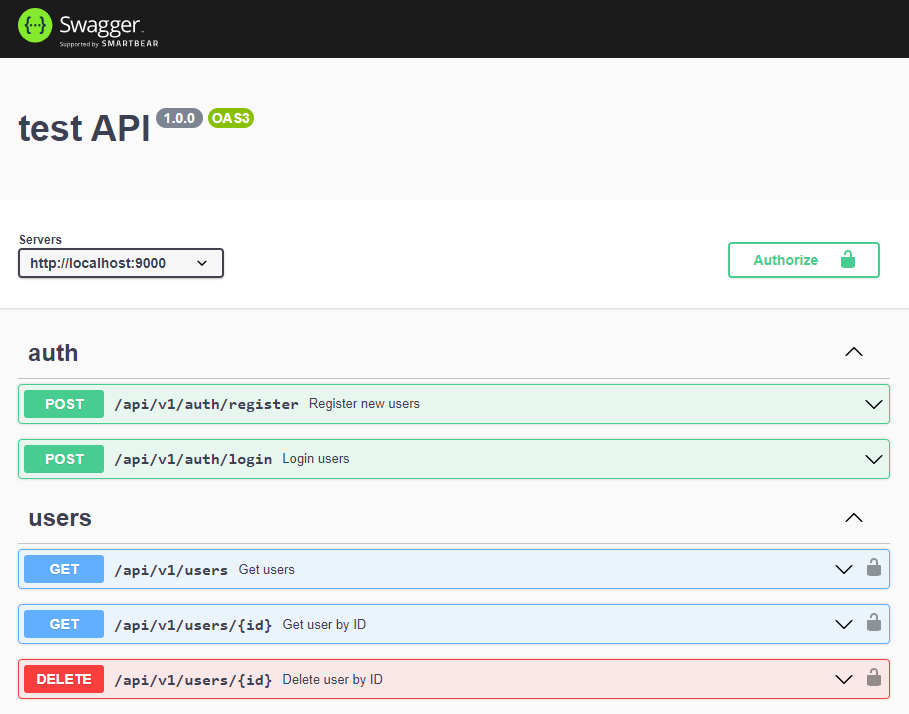 Swagger
Supported by SMARTBEAR
test API 1.0.0 OAS3
Servers
http://localhost:9000
Authorize
auth
POST /api/v1/auth/register Register new users
POST /api/v1/auth/login Login users
users
GET /api/v1/users Get users
GET /api/v1/users/{id} Get user by ID
DELETE /api/v1/users/{id} Delete user by ID